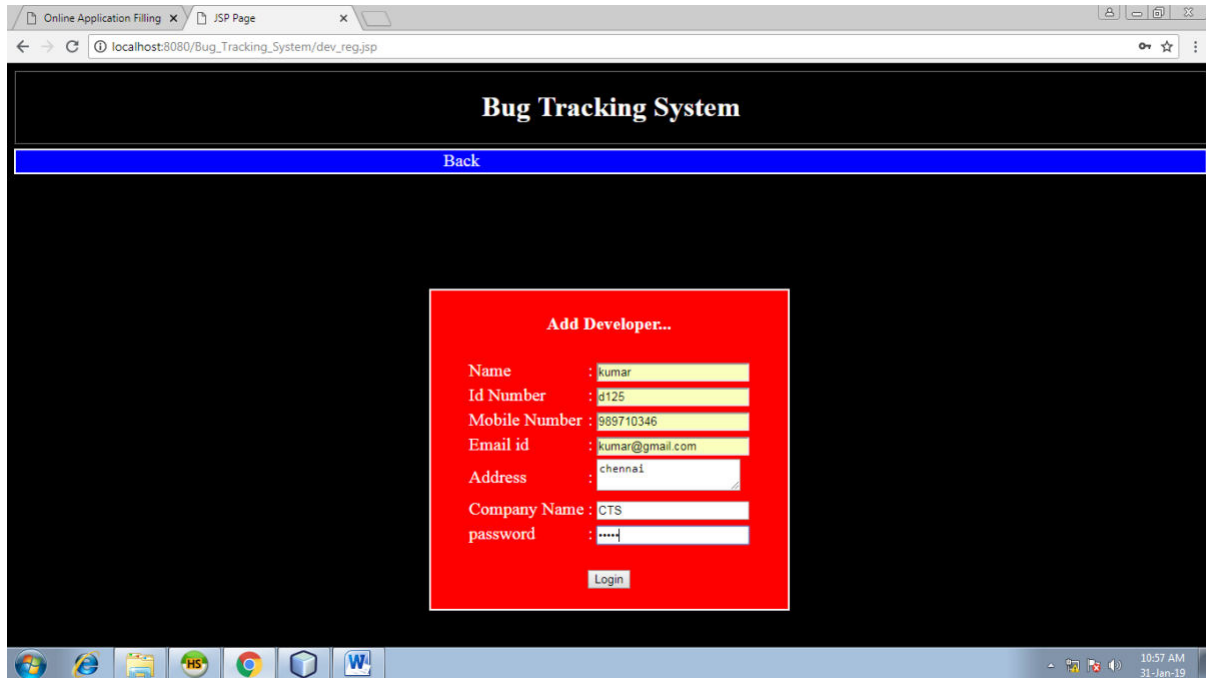 Online Application Filling
JSP Page
localhost:8080/Bug_Tracking_System/dev_reg.jsp
Bug Tracking System
Back
Add Developer...
Name : kumar
Id Number : d125
Mobile Number : 989710346
Email id : kumar@gmail.com
Address : chennai
Company Name : CTS
password : •••••
Login
HS
W
10:57 AM
31-Jan-19